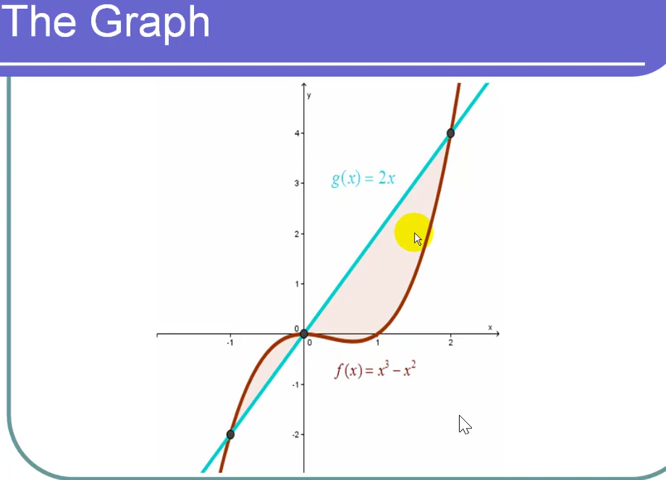 The Graph
y
4
g(x) = 2x
3
2
1
0
x
-1
0
1
2
f(x) = x³ − x²
-1
-2